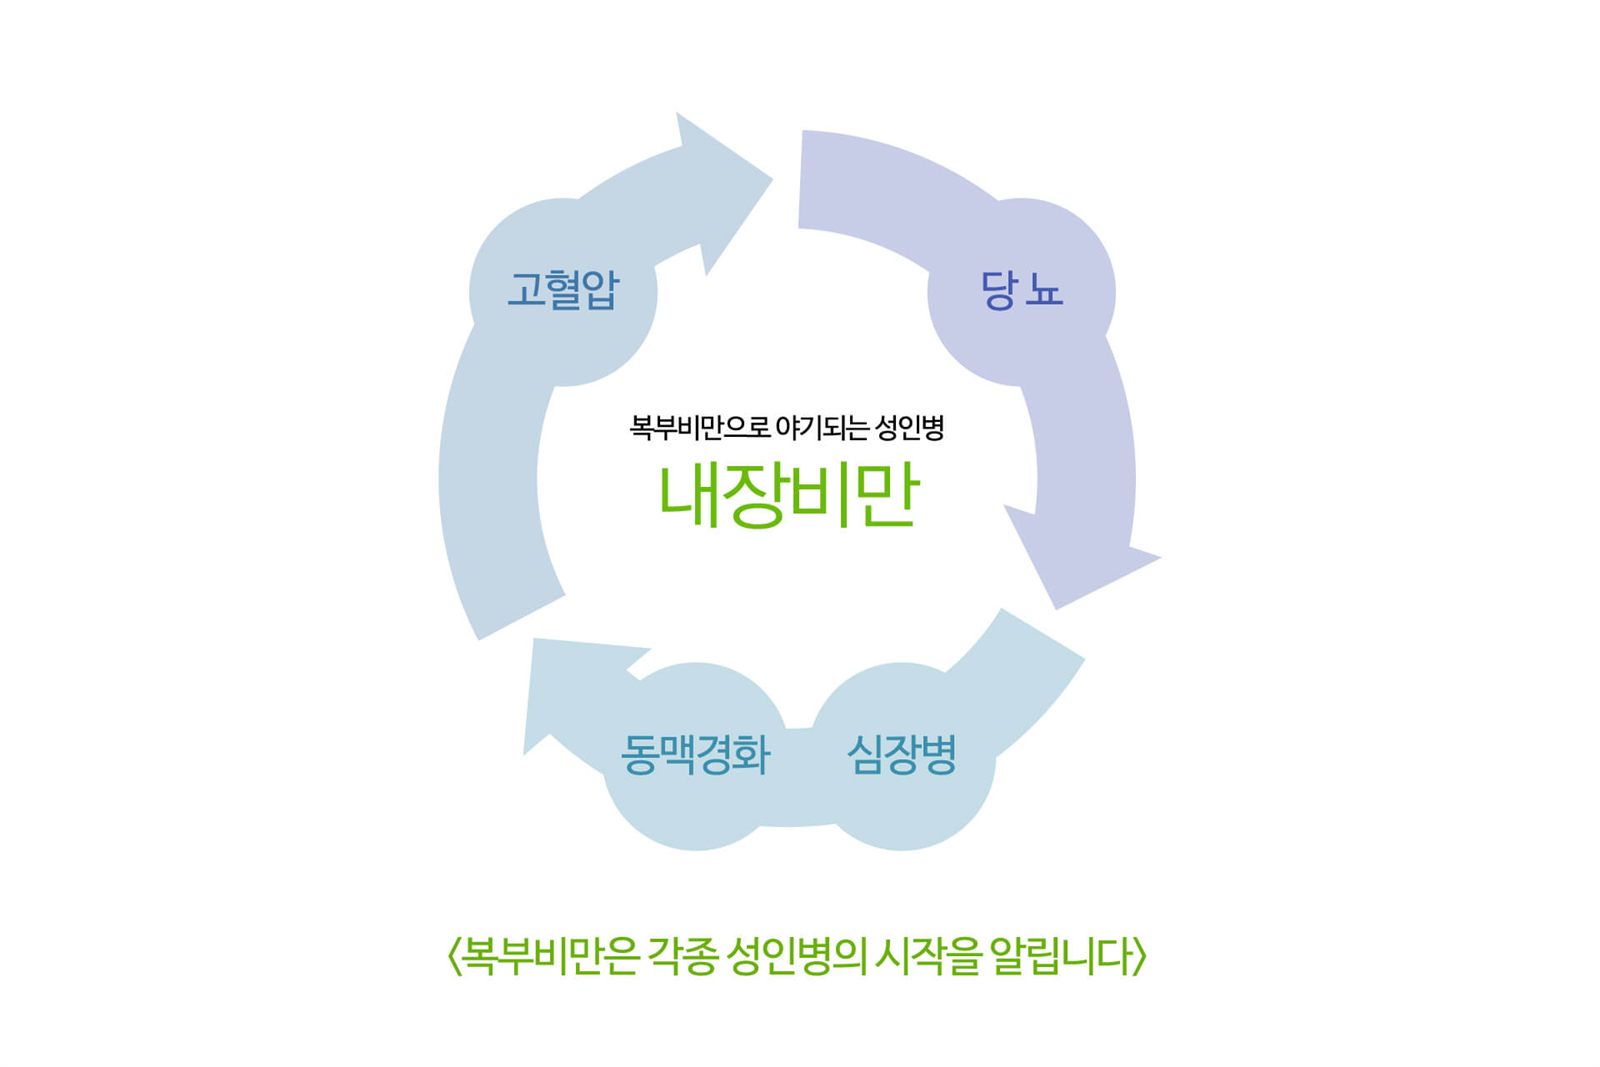 고혈압
당 뇨
복부비만으로 야기되는 성인병
내장비만
동맥경화
심장병
〈복부비만은 각종 성인병의 시작을 알립니다〉